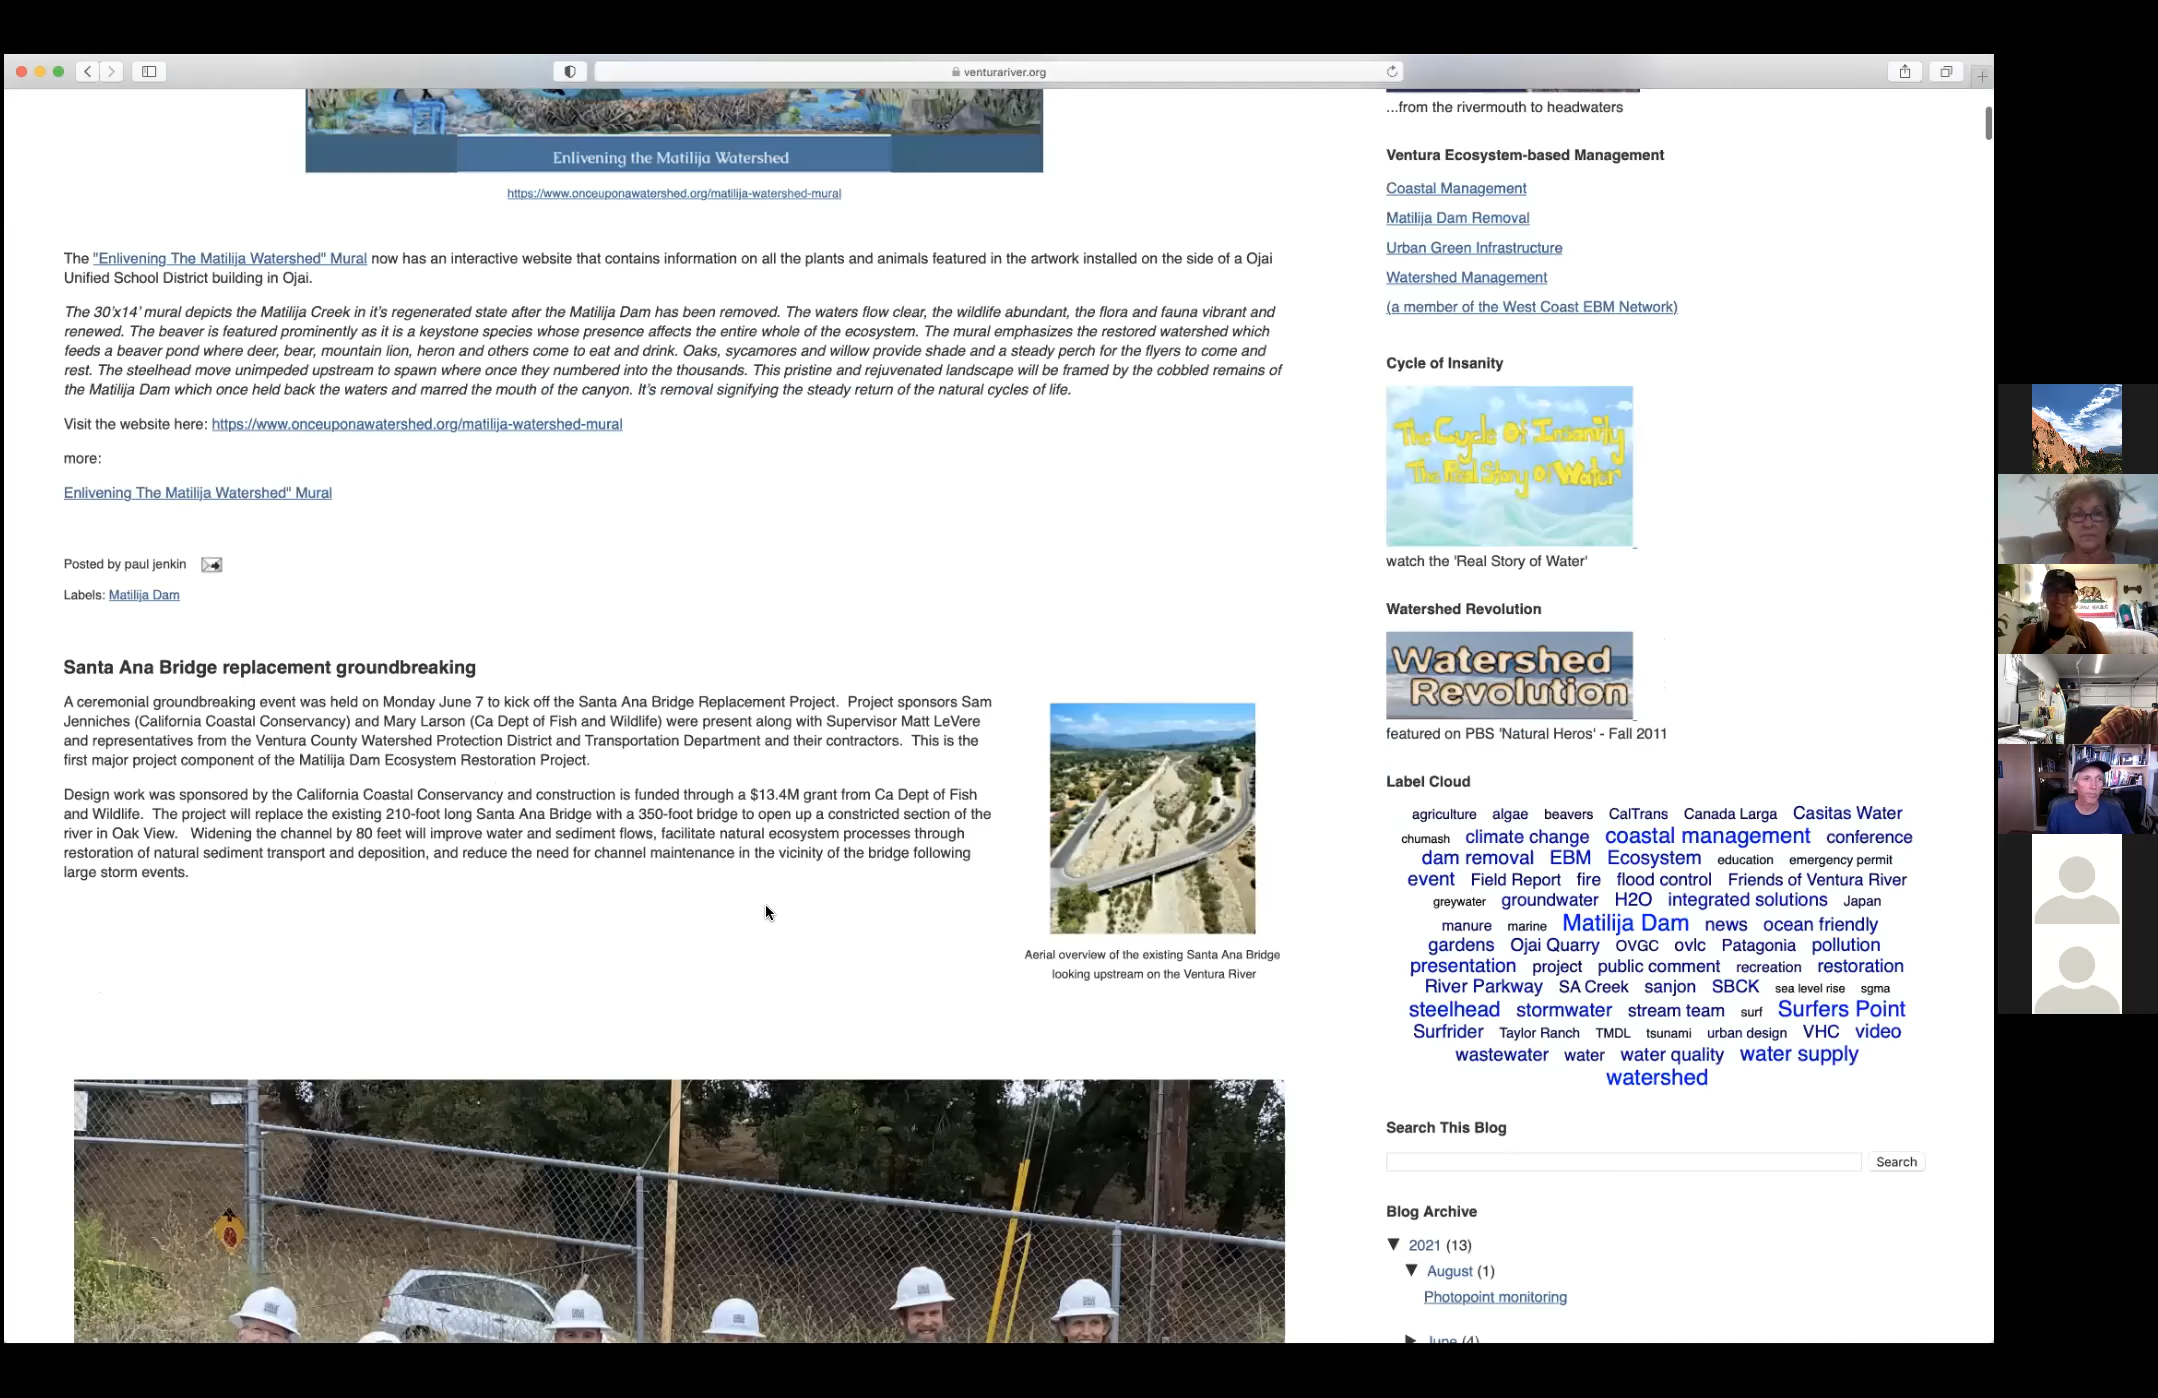 venturariver.org
Enlivening the Matilija Watershed
https://www.onceuponawatershed.org/matilija-watershed-mural
The "Enlivening The Matilija Watershed" Mural now has an interactive website that contains information on all the plants and animals featured in the artwork installed on the side of a Ojai
Unified School District building in Ojai.
The 30'x14' mural depicts the Matilija Creek in it's regenerated state after the Matilija Dam has been removed. The waters flow clear, the wildlife abundant, the flora and fauna vibrant and
renewed. The beaver is featured prominently as it is a keystone species whose presence affects the entire whole of the ecosystem. The mural emphasizes the restored watershed which
feeds a beaver pond where deer, bear, mountain lion, heron and others come to eat and drink. Oaks, sycamores and willow provide shade and a steady perch for the flyers to come and
rest. The steelhead move unimpeded upstream to spawn where once they numbered into the thousands. This pristine and rejuvenated landscape will be framed by the cobbled remains of
the Matilija Dam which once held back the waters and marred the mouth of the canyon. It's removal signifying the steady return of the natural cycles of life.
Visit the website here: https://www.onceuponawatershed.org/matilija-watershed-mural
more:
Enlivening The Matilija Watershed" Mural
Posted by paul jenkin
Labels: Matilija Dam
Santa Ana Bridge replacement groundbreaking
A ceremonial groundbreaking event was held on Monday June 7 to kick off the Santa Ana Bridge Replacement Project. Project sponsors Sam
Jenniches (California Coastal Conservancy) and Mary Larson (Ca Dept of Fish and Wildlife) were present along with Supervisor Matt LeVere
and representatives from the Ventura County Watershed Protection District and Transportation Department and their contractors. This is the
first major project component of the Matilija Dam Ecosystem Restoration Project.
Design work was sponsored by the California Coastal Conservancy and construction is funded through a $13.4M grant from Ca Dept of Fish
and Wildlife. The project will replace the existing 210-foot long Santa Ana Bridge with a 350-foot bridge to open up a constricted section of the
river in Oak View. Widening the channel by 80 feet will improve water and sediment flows, facilitate natural ecosystem processes through
restoration of natural sediment transport and deposition, and reduce the need for channel maintenance in the vicinity of the bridge following
large storm events.
Aerial overview of the existing Santa Ana Bridge
looking upstream on the Ventura River
...from the rivermouth to headwaters
Ventura Ecosystem-based Management
Coastal Management
Matilija Dam Removal
Urban Green Infrastructure
Watershed Management
(a member of the West Coast EBM Network)
Cycle of Insanity
The Cycle Of Insanity
The Real Story Of Water
watch the 'Real Story of Water'
Watershed Revolution
Watershed
Revolution
featured on PBS 'Natural Heros' - Fall 2011
Label Cloud
agriculture algae beavers CalTrans Canada Larga Casitas Water
chumash climate change coastal management conference
dam removal EBM Ecosystem education emergency permit
event Field Report fire flood control Friends of Ventura River
greywater groundwater H2O integrated solutions Japan
manure marine Matilija Dam news ocean friendly
gardens Ojai Quarry OVGC ovlc Patagonia pollution
presentation project public comment recreation restoration
River Parkway SA Creek sanjon SBCK sea level rise sgma
steelhead stormwater stream team surf Surfers Point
Surfrider Taylor Ranch TMDL tsunami urban design VHC video
wastewater water water quality water supply
watershed
Search This Blog
Search
Blog Archive
2021 (13)
August (1)
Photopoint monitoring
June (4)